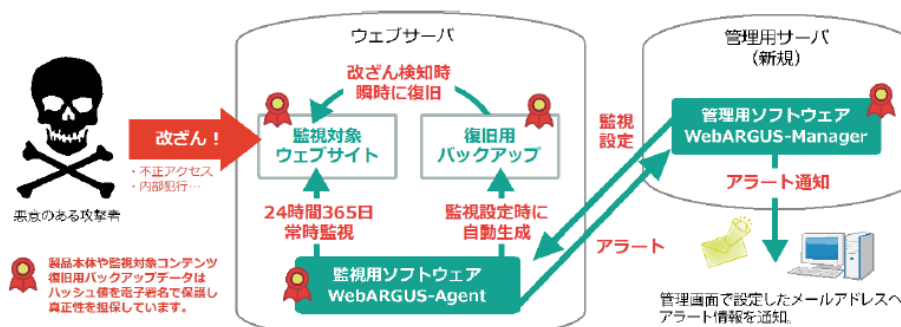 ウェブサーバ
管理用サーバ
（新規）
改ざん検知時
瞬時に復旧
改ざん！
・不正アクセス
・内部犯行…
悪意のある攻撃者
監視対象
ウェブサイト
復旧用
バックアップ
監視
設定
管理用ソフトウェア
WebARGUS-Manager
24時間365日
常時監視
監視設定時に
自動生成
アラート
アラート通知
監視用ソフトウェア
WebARGUS-Agent
製品本体や監視対象コンテンツ
復旧用バックアップデータは
ハッシュ値を電子署名で保護し
真正性を担保しています。
管理画面で設定したメールアドレスへ
アラート情報を通知。